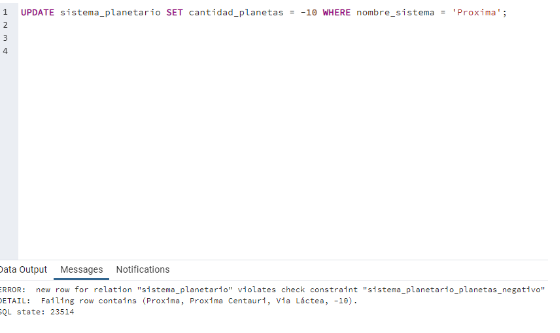 1 UPDATE sistema_planetario SET cantidad_planetas = -10 WHERE nombre_sistema = 'Proxima';
2
3
4
Data Output Messages Notifications
ERROR: new row for relation "sistema_planetario" violates check constraint "sistema_planetario_planetas_negativo"
DETAIL: Failing row contains (Proxima, Proxima Centauri, Vía Láctea, -10).
SQL state: 23514